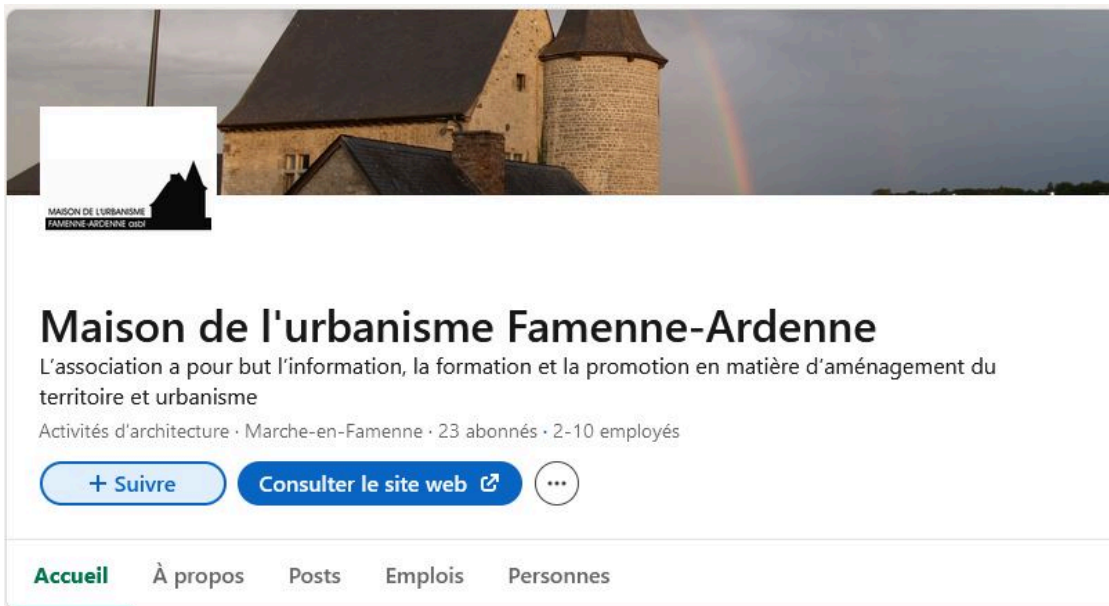 MAISON DE L'URBANISME
FAMENNE-ARDENNE asbl
Maison de l'urbanisme Famenne-Ardenne
L’association a pour but l’information, la formation et la promotion en matière d’aménagement du
territoire et urbanisme
Activités d'architecture · Marche-en-Famenne · 23 abonnés · 2-10 employés
+ Suivre Consulter le site web ...
Accueil À propos Posts Emplois Personnes